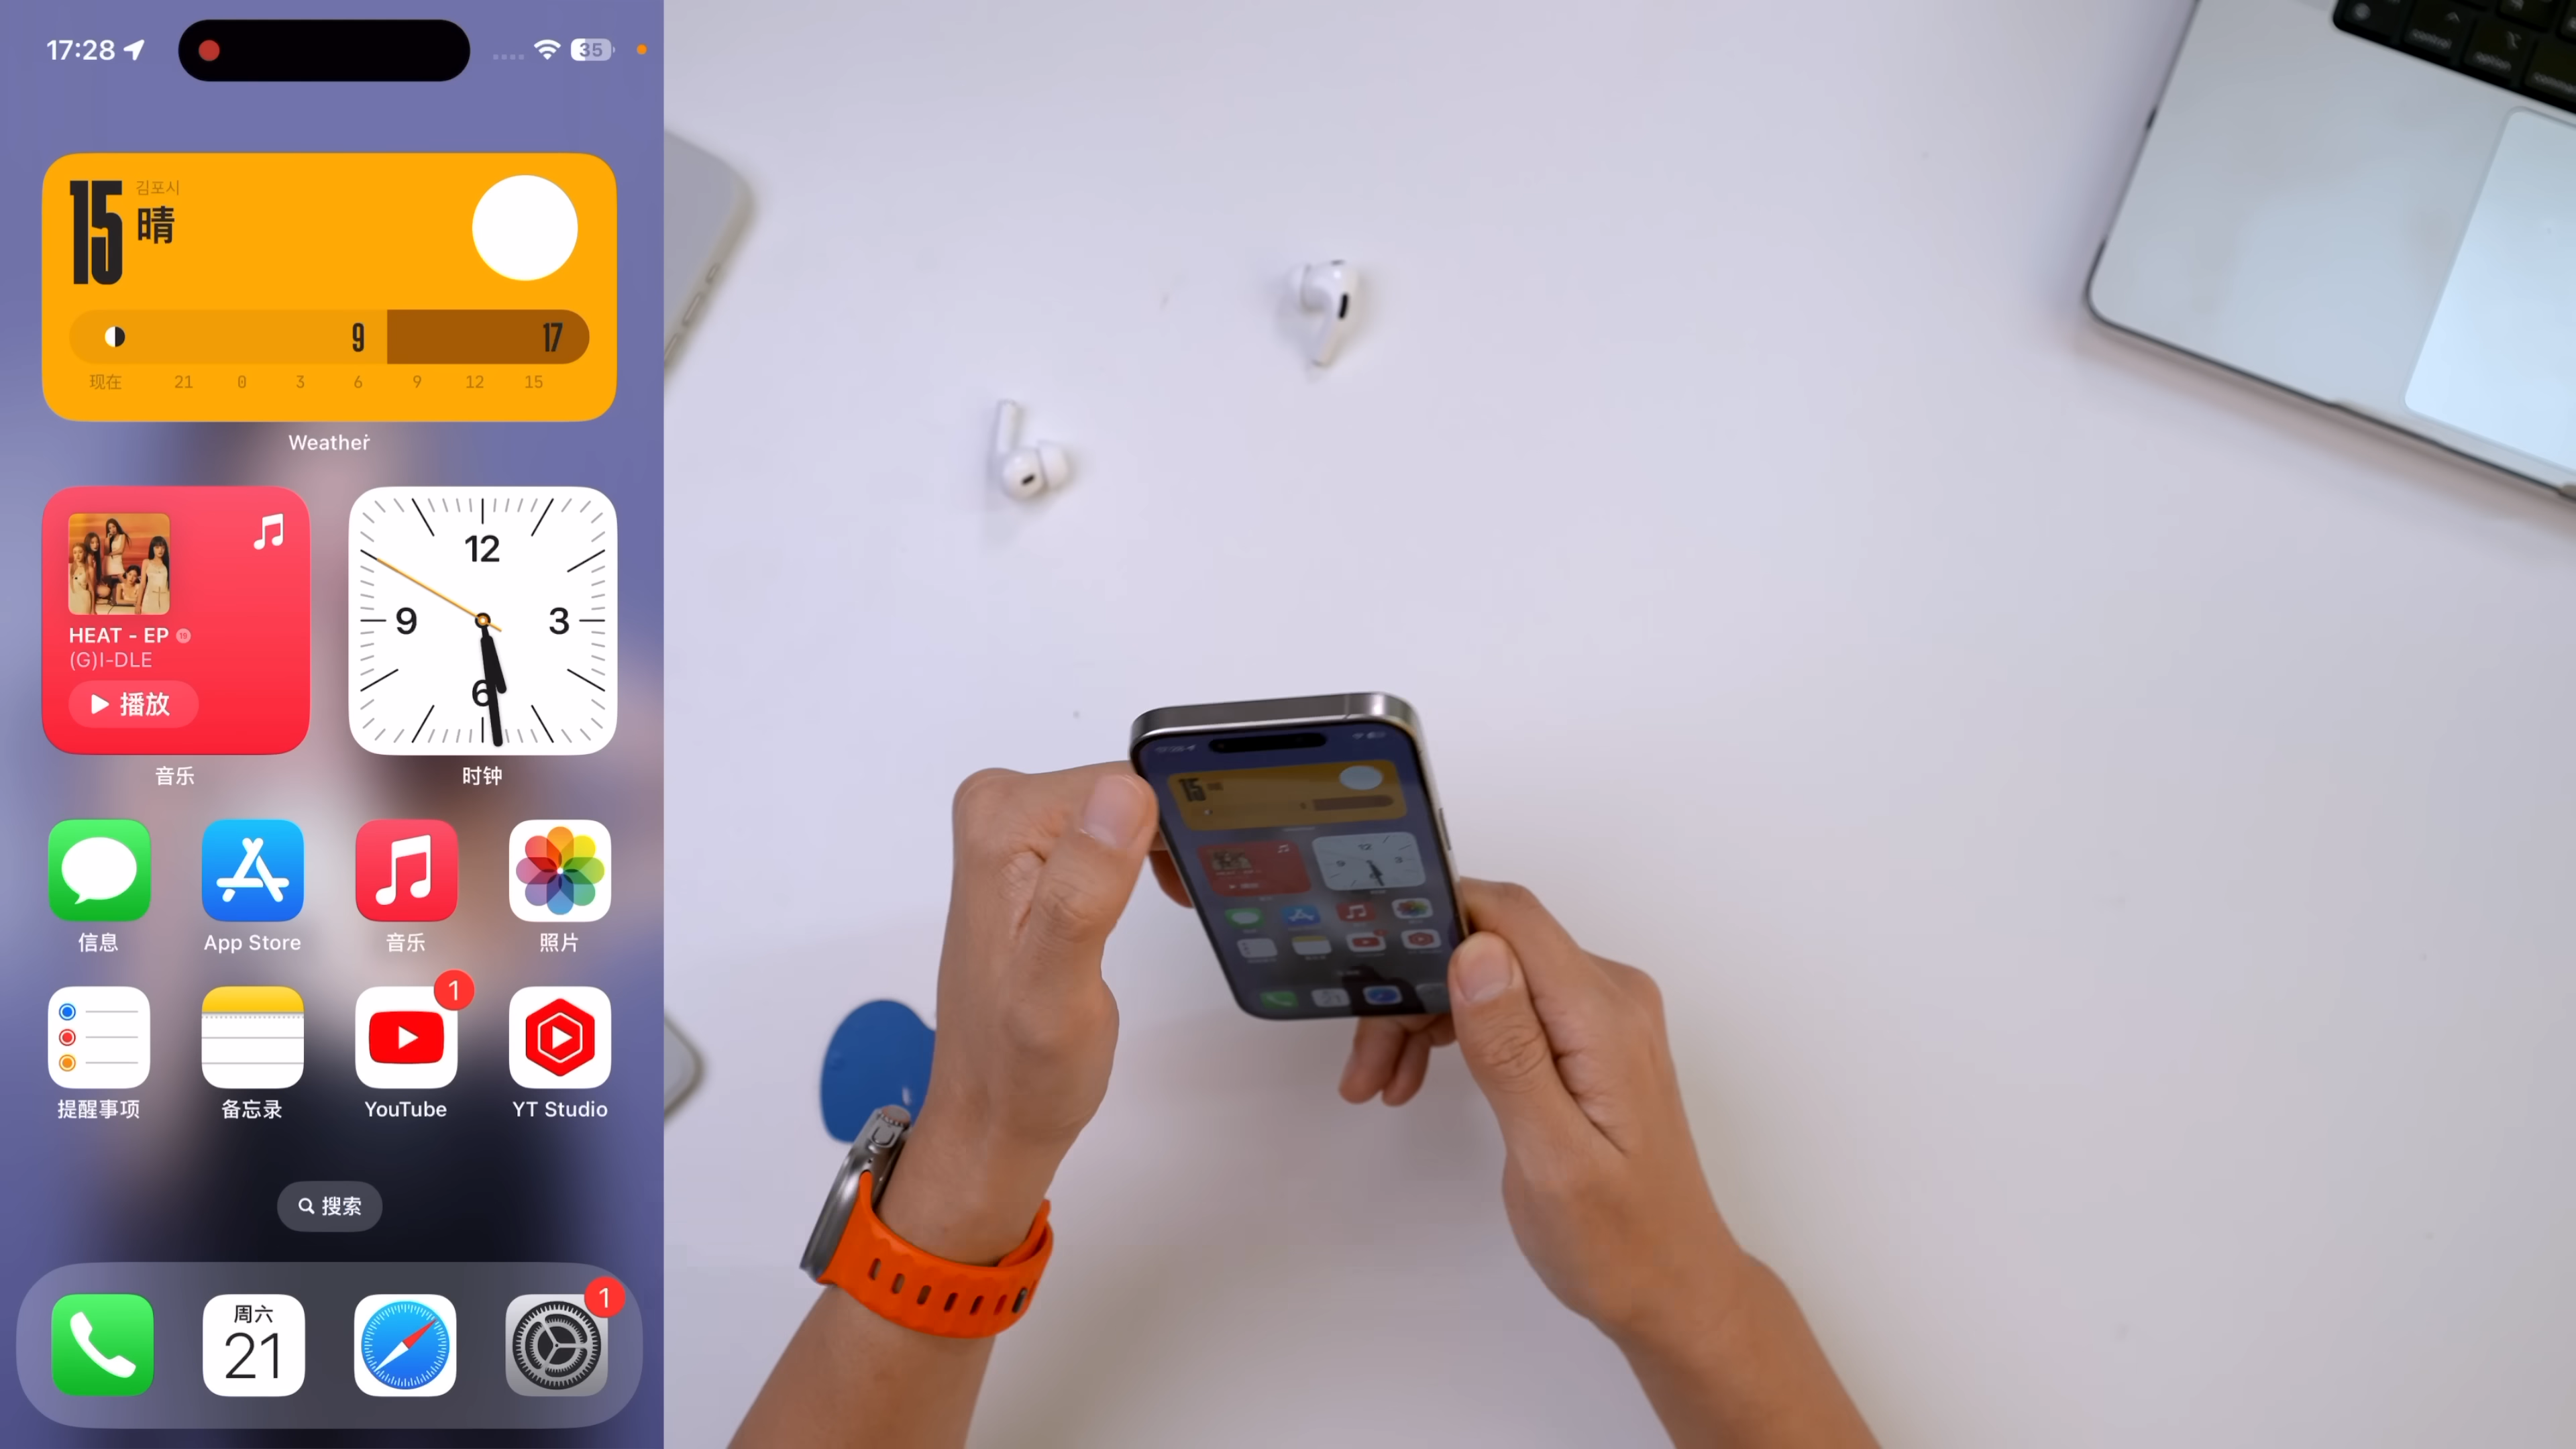 17:28
35
15
김포시
晴
9
17
现在 21 0 3 6 9 12 15
Weather
HEAT - EP
(G)I-DLE
播放
音乐
12
3
6
9
时钟
信息
App Store
音乐
照片
1
提醒事项
备忘录
YouTube
YT Studio
搜索
周六
21
1
control
option
15